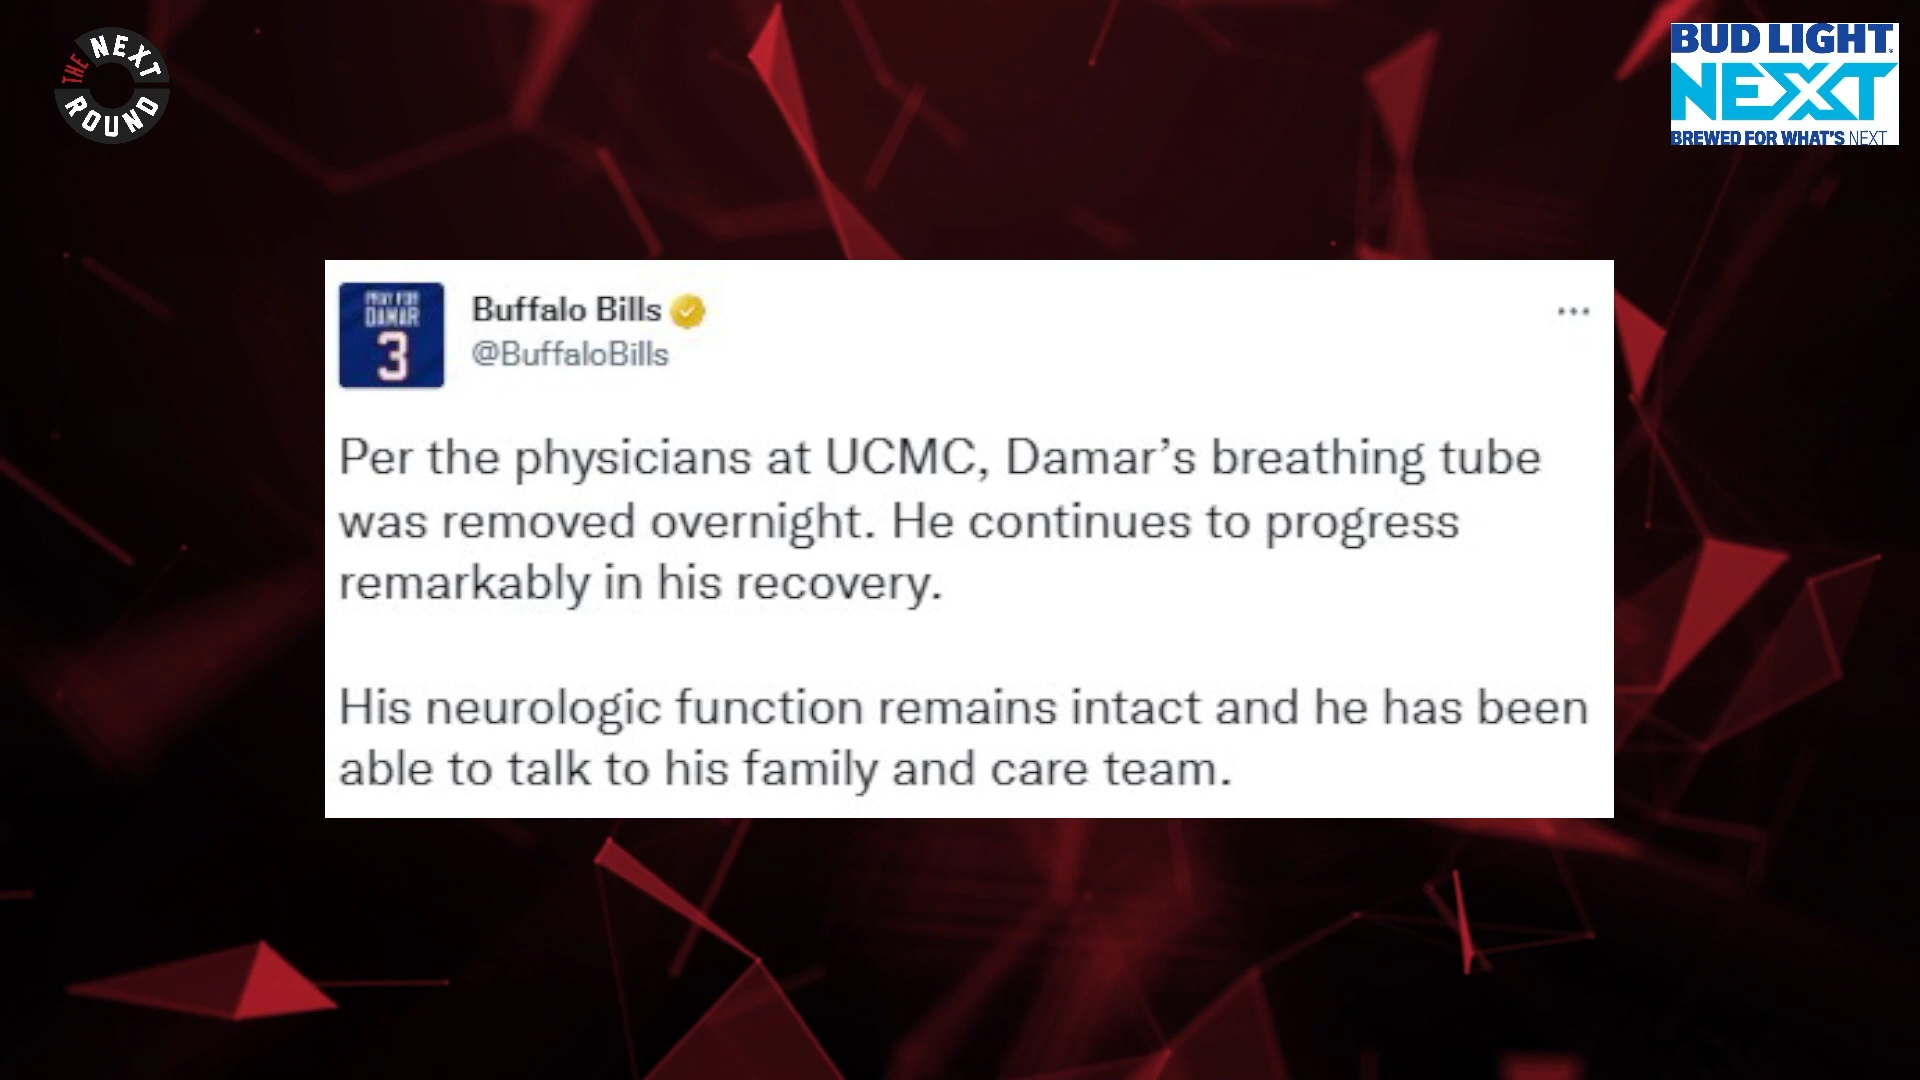 THE NEXT
ROUND
BUD LIGHT
NEXT
BREWED FOR WHAT'S NEXT
PRAY FOR
DAMAR
3
Buffalo Bills
@BuffaloBills
Per the physicians at UCMC, Damar’s breathing tube
was removed overnight. He continues to progress
remarkably in his recovery.
His neurologic function remains intact and he has been
able to talk to his family and care team.